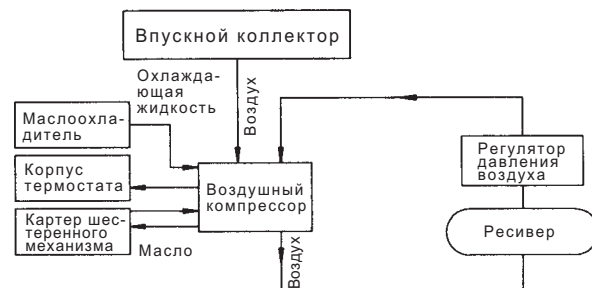 Впускной коллектор
Охлажда-
ющая
жидкость
Воздух
Маслоохла-
дитель
Корпус
термостата
Картер шес-
теренного
механизма
Масло
Воздушный
компрессор
Воздух
Регулятор
давления
воздуха
Ресивер